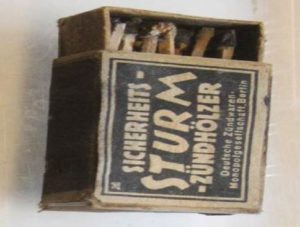 SICHERHEITS-
STURM
-ZÜNDHÖLZER
Deutsche Zündwaren-
Monopolgesellschaft, Berlin